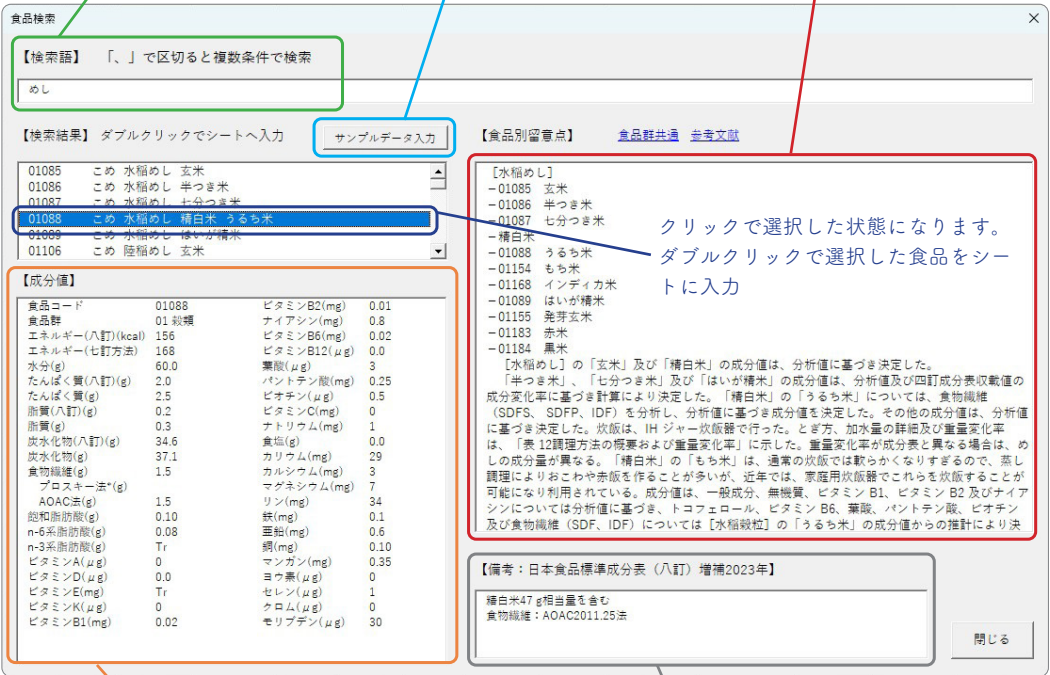 食品検索
【検索語】 「、」で区切ると複数条件で検索
めし
【検索結果】 ダブルクリックでシートへ入力
サンプルデータ入力
01085 こめ 水稲めし 玄米
01086 こめ 水稲めし 半つき米
01087 こめ 水稲めし 七分つき米
01088 こめ 水稲めし 精白米 うるち米
01089 こめ 水稲めし はいが精米
01106 こめ 陸稲めし 玄米
【成分値】
食品コード 01088 ビタミンB2(mg) 0.01
食品群 01 穀類 ナイアシン(mg) 0.8
エネルギー(八訂)(kcal) 156 ビタミンB6(mg) 0.02
エネルギー(七訂方法) 168 ビタミンB12(μg) 0.0
水分(g) 60.0 葉酸(μg) 3
たんぱく質(八訂)(g) 2.0 パントテン酸(mg) 0.25
たんぱく質(g) 2.5 ビオチン(μg) 0.5
脂質(八訂)(g) 0.2 ビタミンC(mg) 0
脂質(g) 0.3 ナトリウム(mg) 1
炭水化物(八訂)(g) 34.6 食塩(g) 0.0
炭水化物(g) 37.1 カリウム(mg) 29
食物繊維(g) 1.5 カルシウム(mg) 3
プロスキー法*(g) マグネシウム(mg) 7
AOAC法(g) 1.5 リン(mg) 34
飽和脂肪酸(g) 0.10 鉄(mg) 0.1
n-6系脂肪酸(g) 0.08 亜鉛(mg) 0.6
n-3系脂肪酸(g) Tr 銅(mg) 0.10
ビタミンA(μg) 0 マンガン(mg) 0.35
ビタミンD(μg) 0.0 ヨウ素(μg) 0
ビタミンE(mg) Tr セレン(μg) 1
ビタミンK(μg) 0 クロム(μg) 0
ビタミンB1(mg) 0.02 モリブデン(μg) 30
【食品別留意点】 食品群共通 参考文献
［水稲めし］
－01085 玄米
－01086 半つき米
－01087 七分つき米
－精白米
－01088 うるち米
－01154 もち米
－01168 インディカ米
－01089 はいが精米
－01155 発芽玄米
－01183 赤米
－01184 黒米
［水稲めし］の「玄米」及び「精白米」の成分値は、分析値に基づき決定した。
「半つき米」、「七分つき米」及び「はいが精米」の成分値は、分析値及び四訂成分表収載値の
成分変化率に基づき計算により決定した。「精白米」の「うるち米」については、食物繊維
（SDFS、SDFP、IDF）を分析し、分析値に基づき成分値を決定した。その他の成分値は、分析値
に基づき決定した。炊飯は、IH ジャー炊飯器で行った。とぎ方、加水量の詳細及び重量変化率
は、「表 12調理方法の概要および重量変化率」に示した。重量変化率が成分表と異なる場合は、め
しの成分量が異なる。「精白米」の「もち米」は、通常の炊飯では軟らかくなりすぎるので、蒸し
調理によりおこわや赤飯を作ることが多いが、近年では、家庭用炊飯器でこれらを炊飯することが
可能になり利用されている。成分値は、一般成分、無機質、ビタミン B1、ビタミン B2 及びナイア
シンについては分析値に基づき、トコフェロール、ビタミン B6、葉酸、パントテン酸、ビオチン
及び食物繊維（SDF、IDF）については［水稲穀粒］の「うるち米」の成分値からの推計により決
クリックで選択した状態になります。
ダブルクリックで選択した食品をシー
トに入力
【備考：日本食品標準成分表（八訂）増補2023年】
精白米47 g相当量を含む
食物繊維：AOAC2011.25法
閉じる